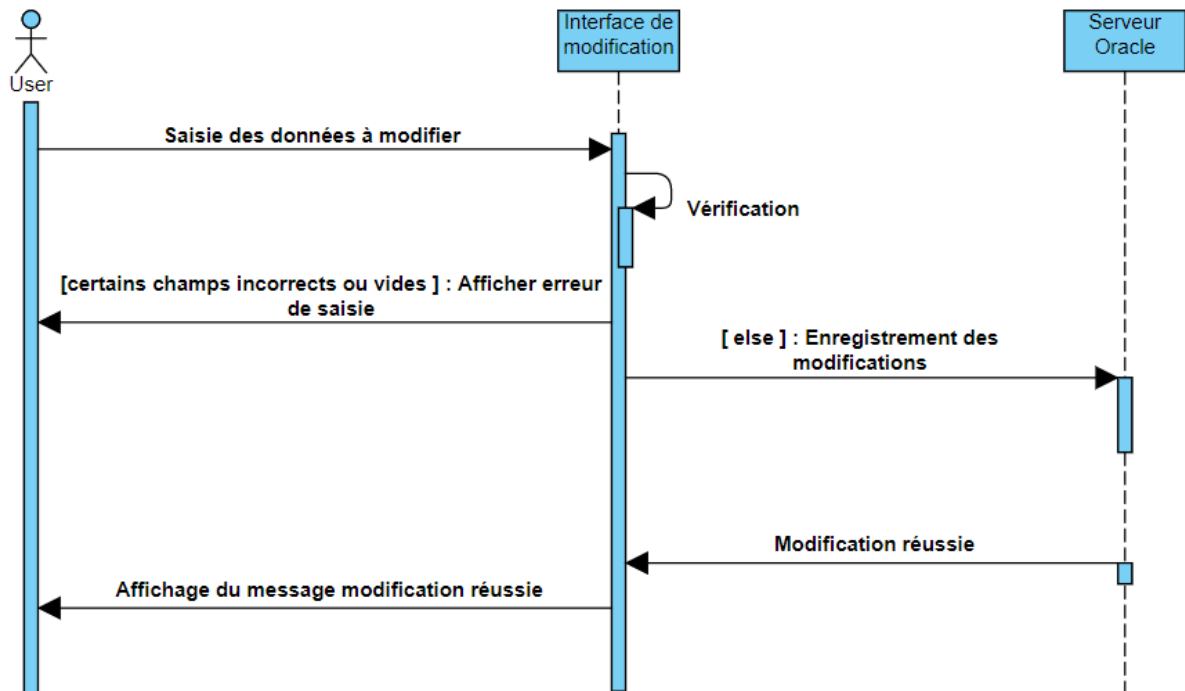 User
Interface de
modification
Serveur
Oracle
Saisie des données à modifier
Vérification
[certains champs incorrects ou vides ] : Afficher erreur
de saisie
[ else ] : Enregistrement des
modifications
Modification réussie
Affichage du message modification réussie